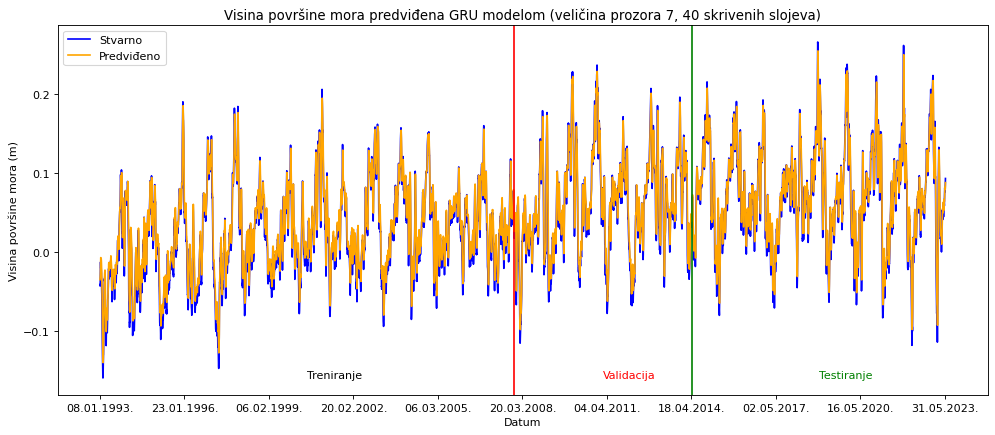 Visina površine mora predviđena GRU modelom (veličina prozora 7, 40 skrivenih slojeva)
Stvarno
Predviđeno
Visina površine mora (m)
0.2
0.1
0.0
−0.1
Treniranje
Validacija
Testiranje
08.01.1993.
23.01.1996.
06.02.1999.
20.02.2002.
06.03.2005.
20.03.2008.
04.04.2011.
18.04.2014.
02.05.2017.
16.05.2020.
31.05.2023.
Datum